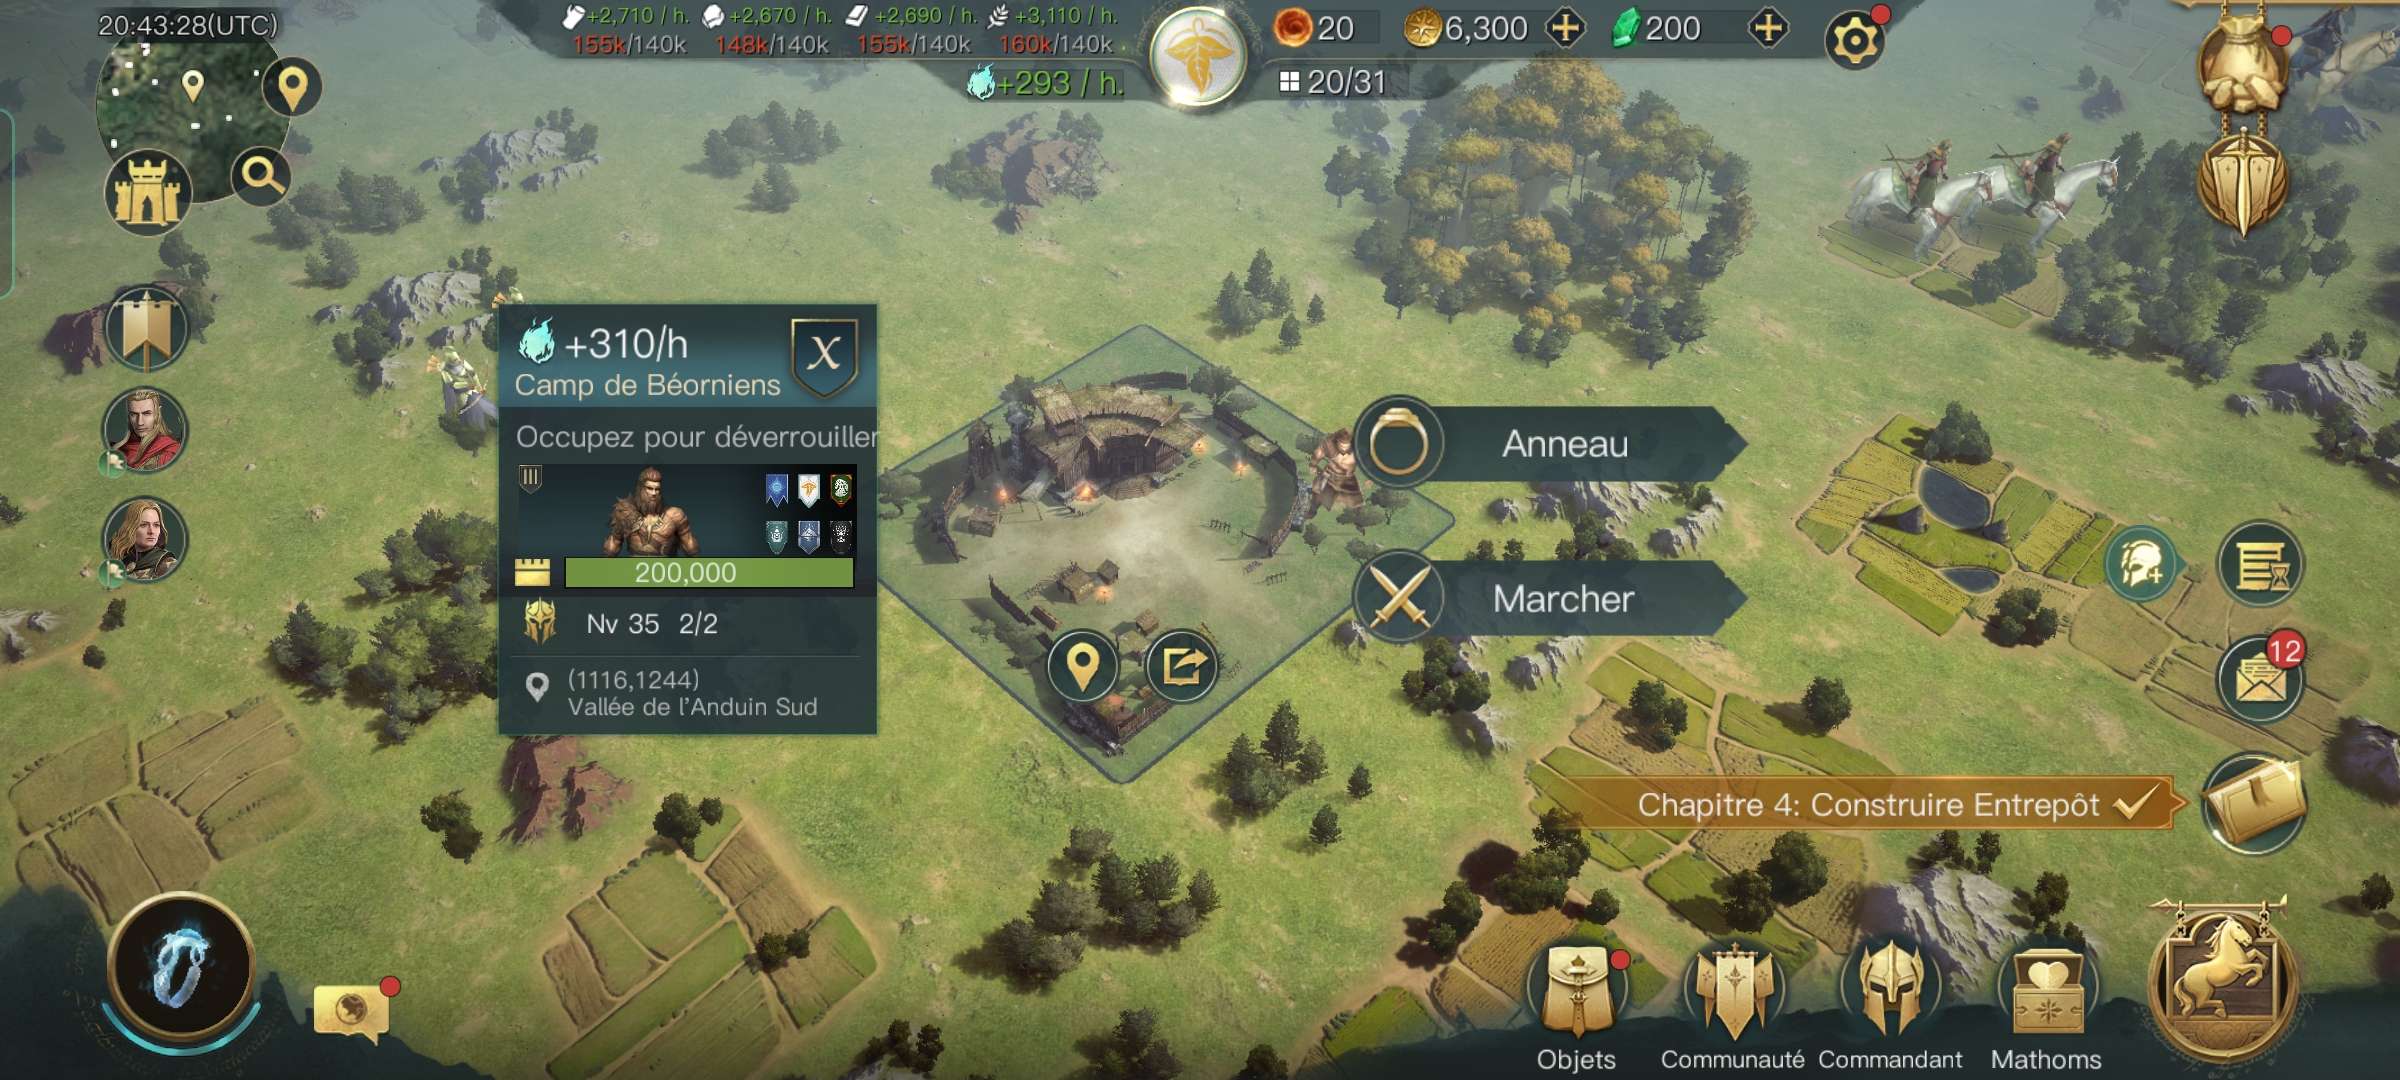 20:43:28(UTC)
+2,710 / h.
+2,670 / h.
+2,690 / h.
+3,110 / h.
155k/140k
148k/140k
155k/140k
160k/140k
+293 / h.
20
6,300
200
20/31
+310/h
X
Camp de Béorniens
Occupez pour déverrouiller
III
200,000
Nv 35 2/2
(1116,1244)
Vallée de l'Anduin Sud
Anneau
Marcher
12
Chapitre 4: Construire Entrepôt
Objets
Communauté
Commandant
Mathoms